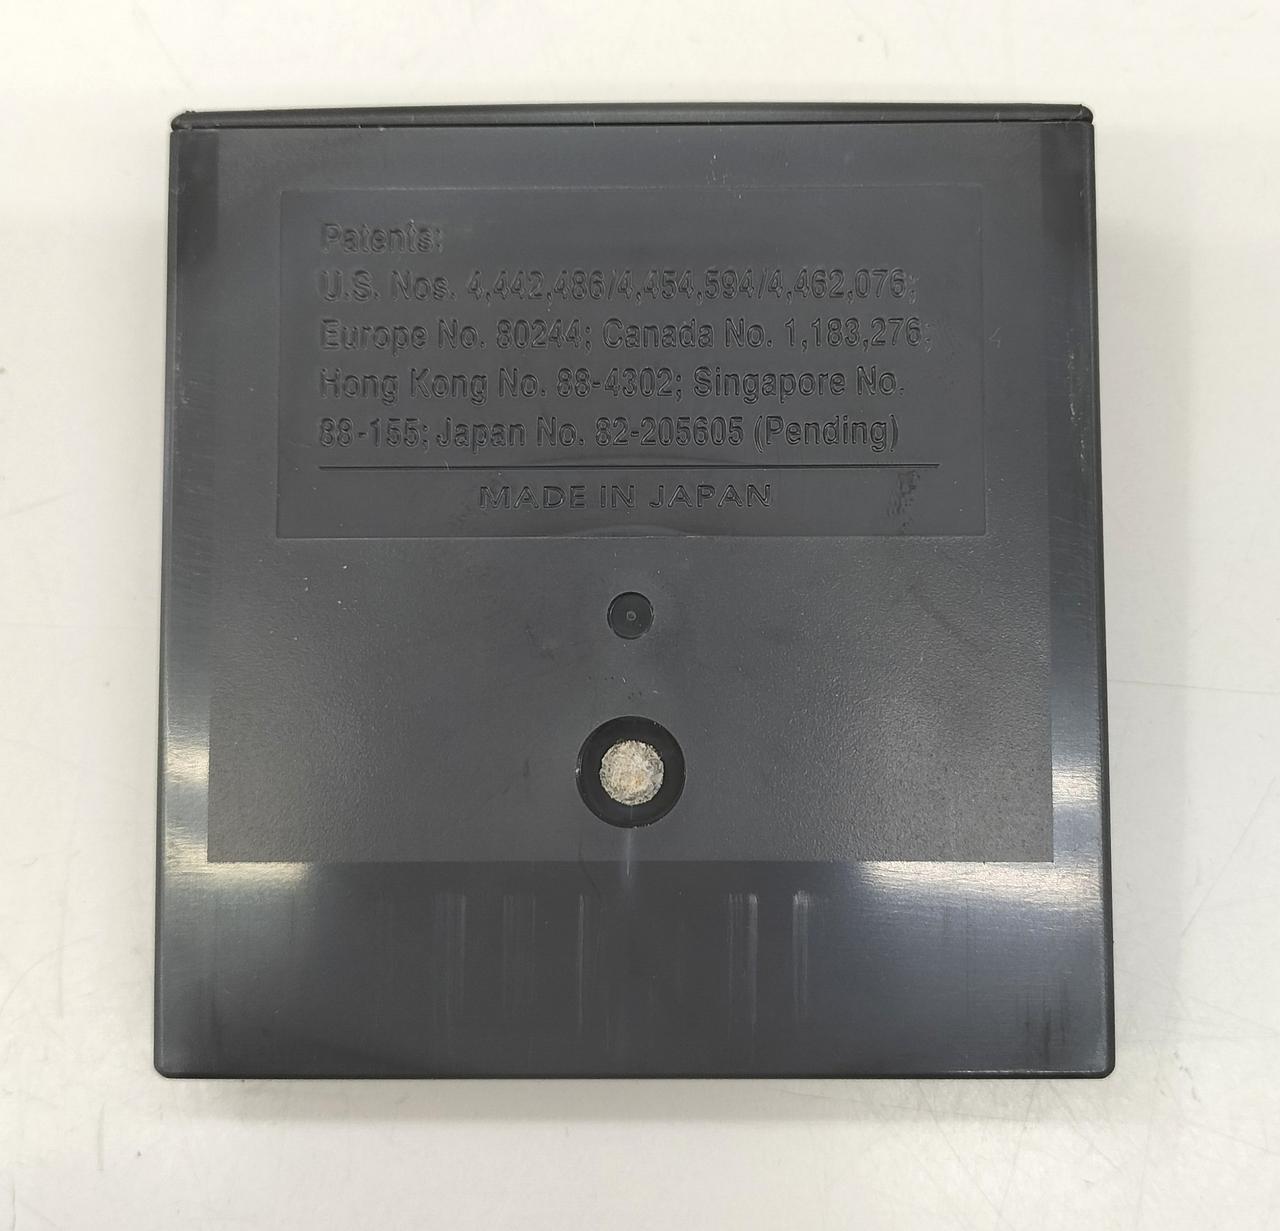 Patents:
U.S. Nos. 4,442,486/4,454,594/4,462,076;
Europe No. 80244; Canada No. 1,183,276;
Hong Kong No. 88-4302; Singapore No.
88-155; Japan No. 82-205605 (Pending)
MADE IN JAPAN